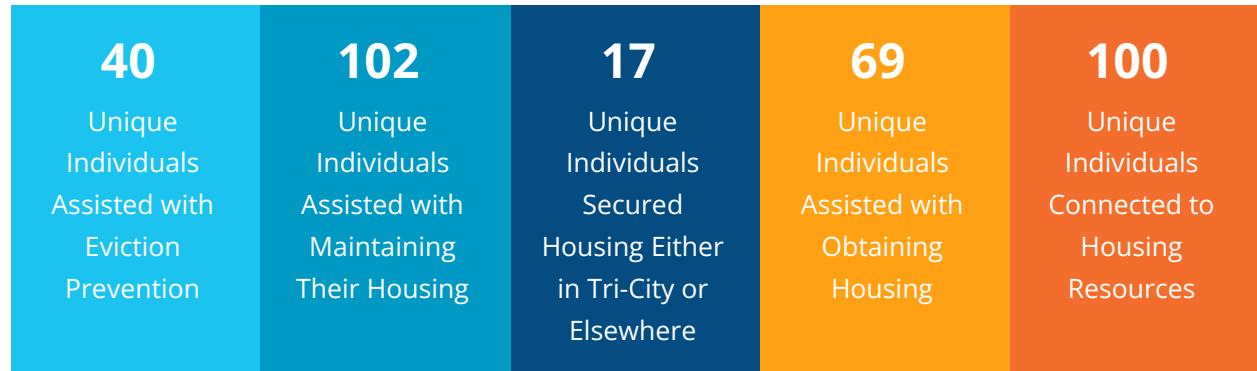 40
Unique
Individuals
Assisted with
Eviction
Prevention
102
Unique
Individuals
Assisted with
Maintaining
Their Housing
17
Unique
Individuals
Secured
Housing Either
in Tri-City or
Elsewhere
69
Unique
Individuals
Assisted with
Obtaining
Housing
100
Unique
Individuals
Connected to
Housing
Resources